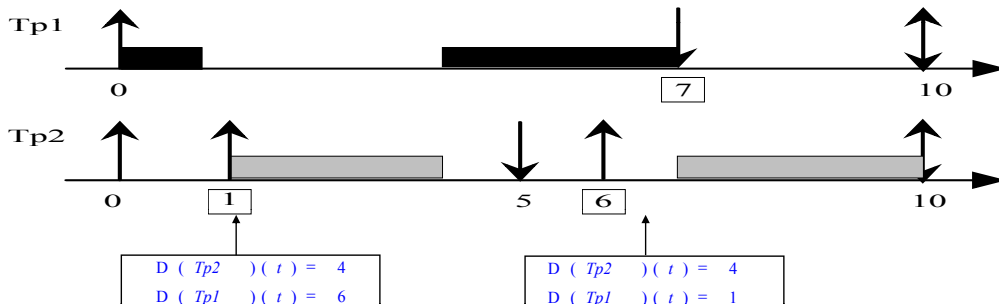 Tp1
0
7
10
Tp2
0
1
5
6
10
D ( Tp2 ) ( t ) = 4
D ( Tp1 ) ( t ) = 6
D ( Tp2 ) ( t ) = 4
D ( Tp1 ) ( t ) = 1